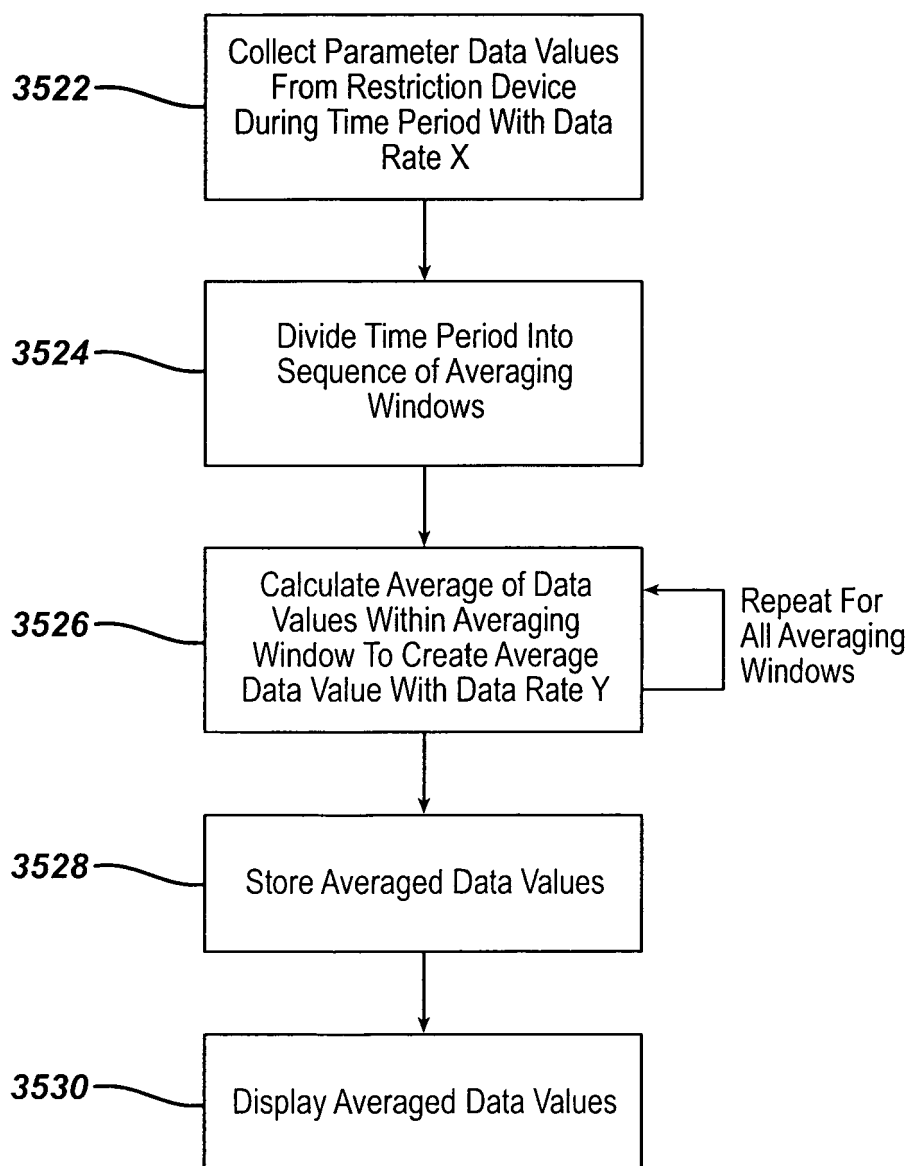 3522
Collect Parameter Data Values
From Restriction Device
During Time Period With Data
Rate X
3524
Divide Time Period Into
Sequence of Averaging
Windows
3526
Calculate Average of Data
Values Within Averaging
Window To Create Average
Data Value With Data Rate Y
Repeat For
All Averaging
Windows
3528
Store Averaged Data Values
3530
Display Averaged Data Values